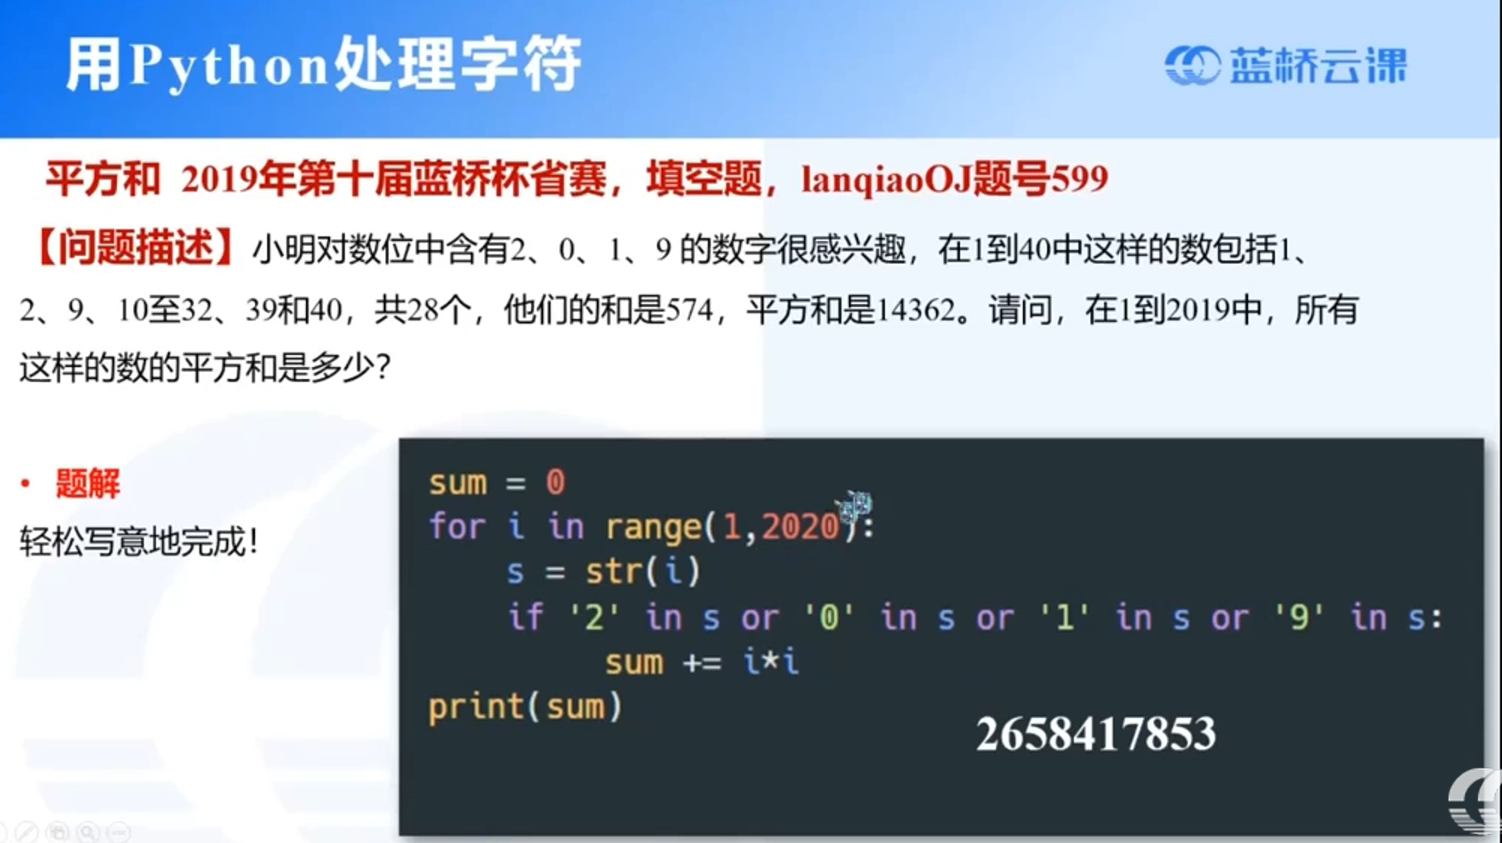 用Python处理字符
蓝桥云课
平方和 2019年第十届蓝桥杯省赛，填空题，lanqiaoOJ题号599
【问题描述】小明对数位中含有2、0、1、9 的数字很感兴趣，在1到40中这样的数包括1、
2、9、10至32、39和40，共28个，他们的和是574，平方和是14362。请问，在1到2019中，所有
这样的数的平方和是多少？
• 题解
轻松写意地完成！
sum = 0
for i in range(1,2020):
    s = str(i)
    if '2' in s or '0' in s or '1' in s or '9' in s:
         sum += i*i
print(sum)
2658417853